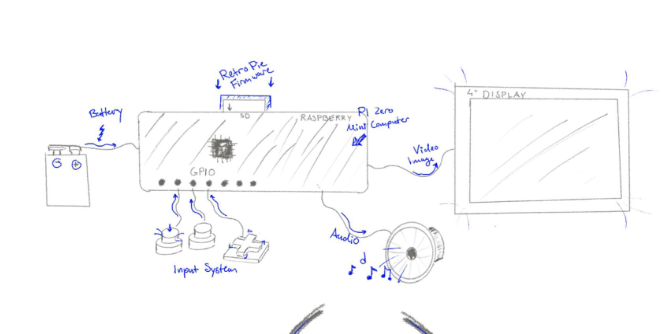 RetroPie
Firmware
4" DISPLAY
Battery
SD
RASPBERRY
Pi Zero
Mini Computer
GPIO
Video
Image
Audio
Input System